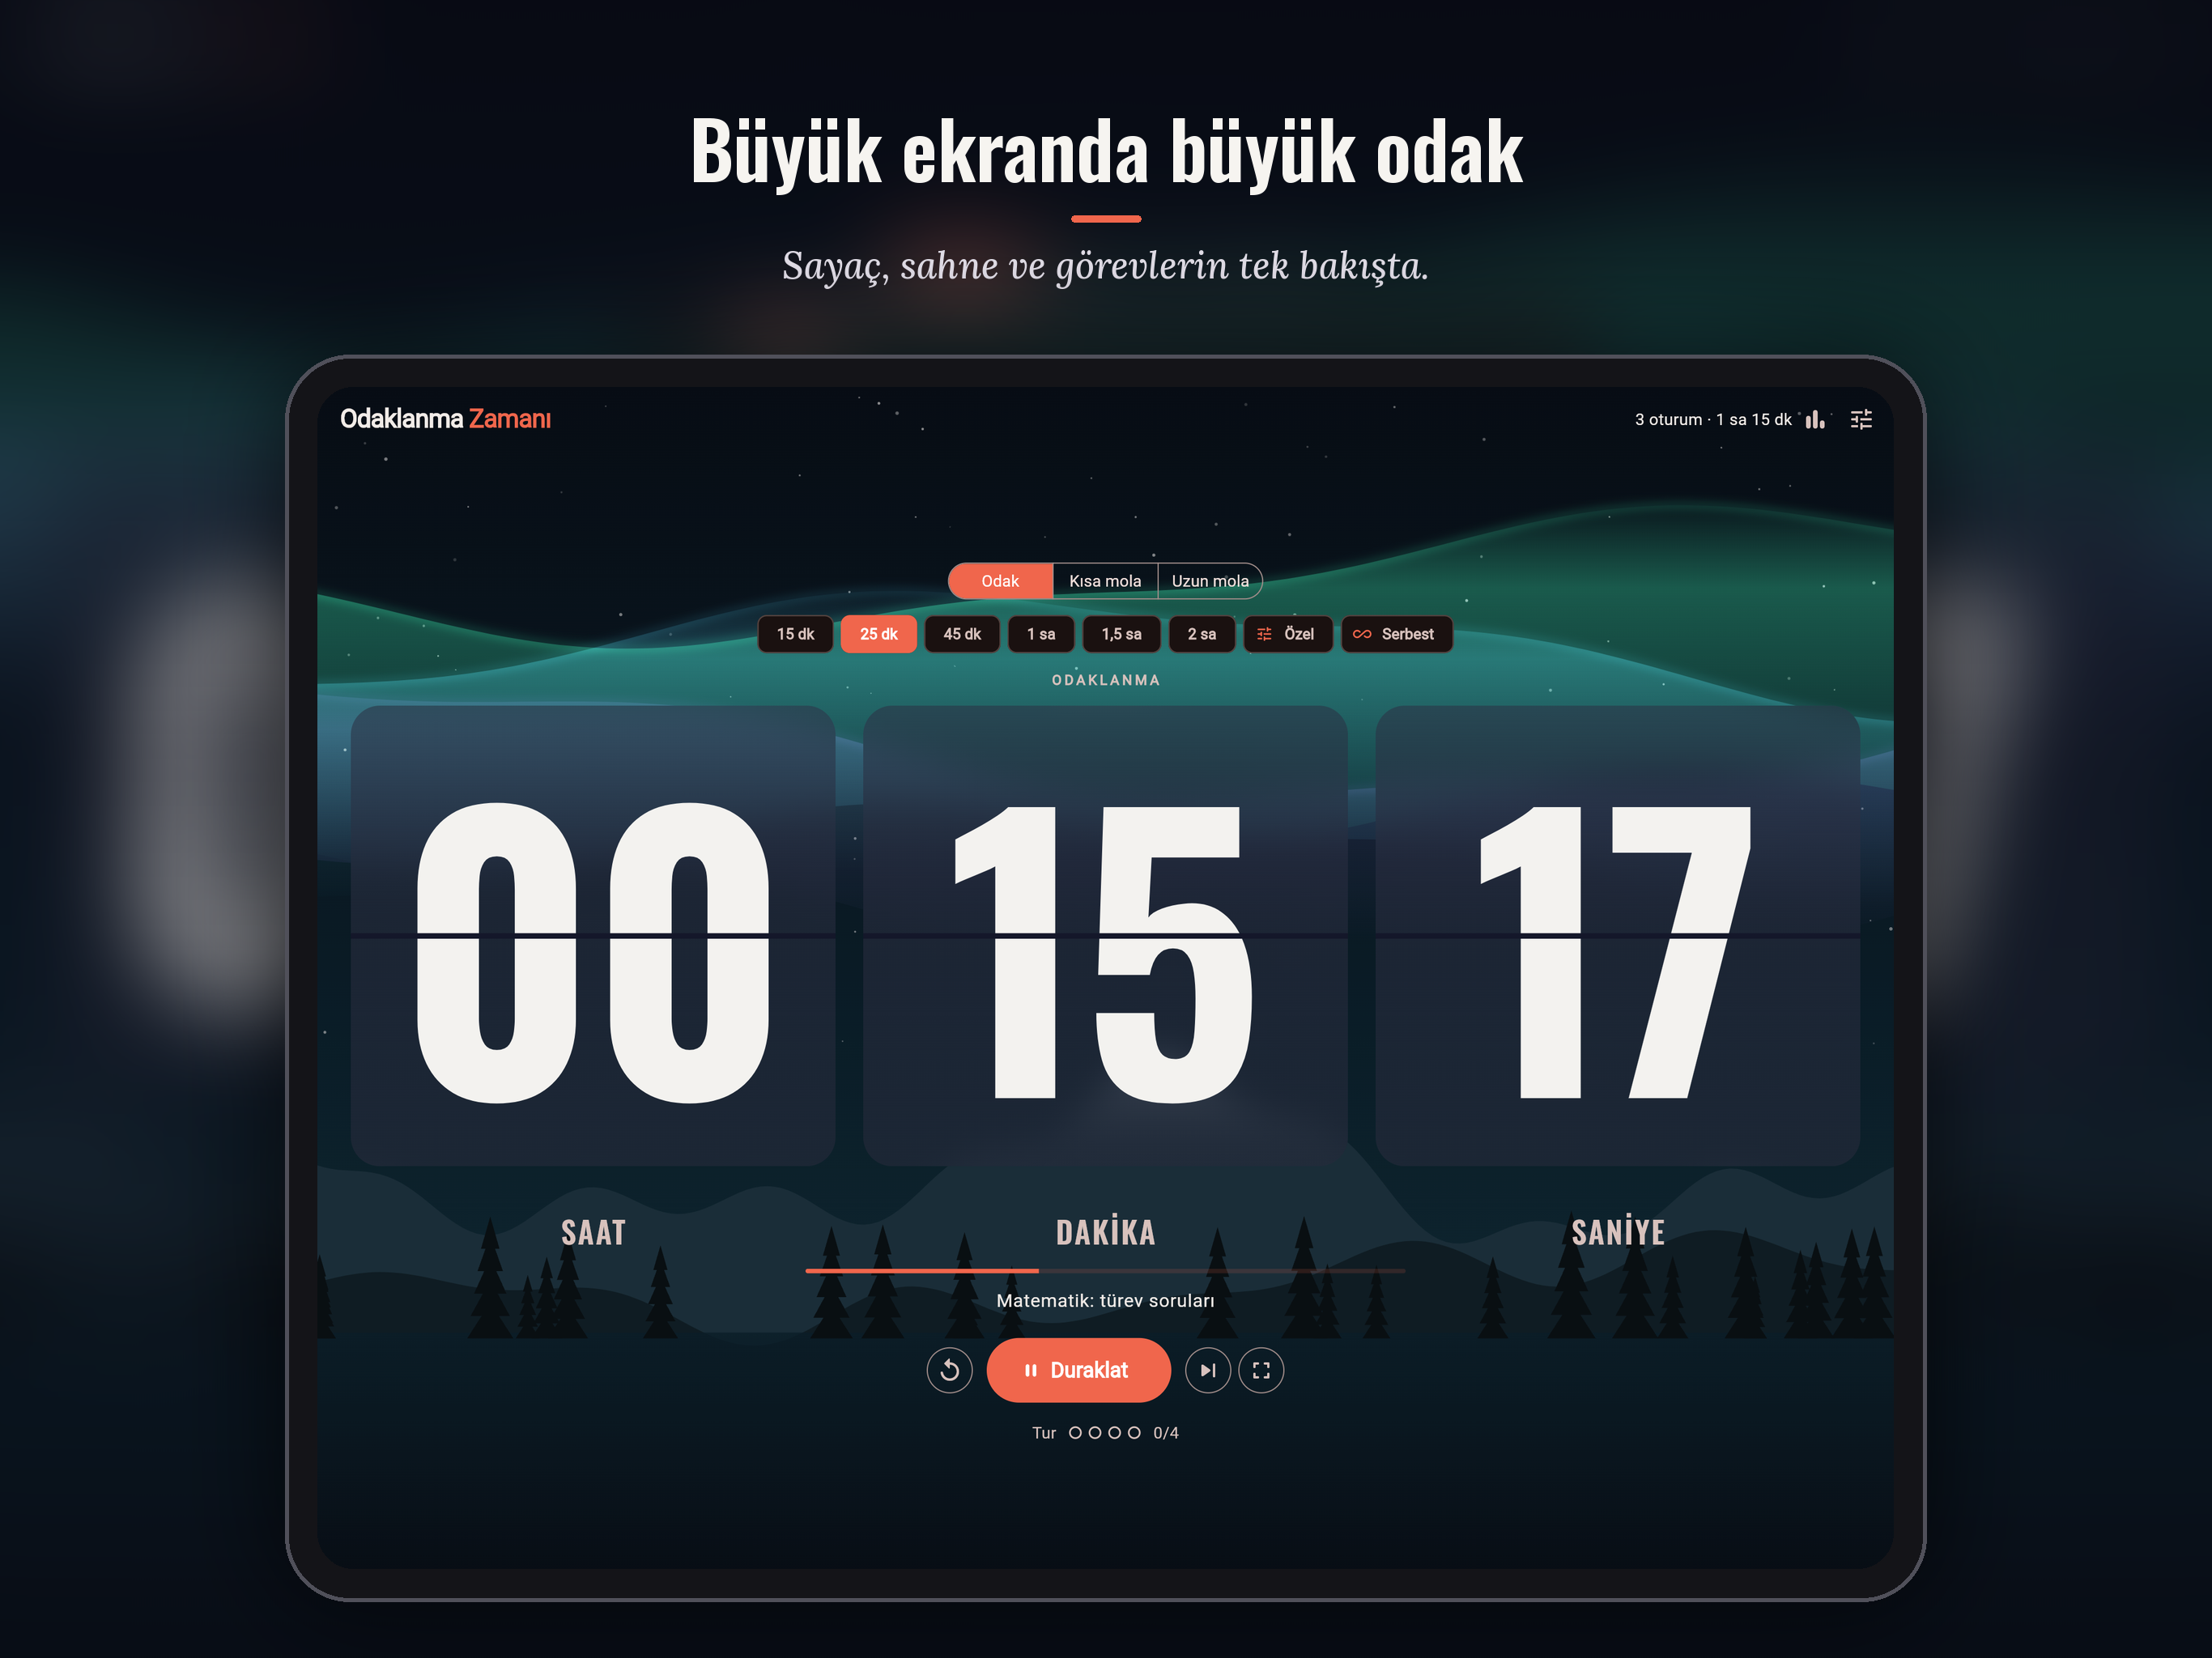 Büyük ekranda büyük odak
Sayaç, sahne ve görevlerin tek bakışta.
Odaklanma Zamanı
3 oturum · 1 sa 15 dk
Odak Kısa mola Uzun mola
15 dk 25 dk 45 dk 1 sa 1,5 sa 2 sa Özel Serbest
ODAKLANMA
00 15 17
SAAT DAKİKA SANİYE
Matematik: türev soruları
Duraklat
Tur 0/4